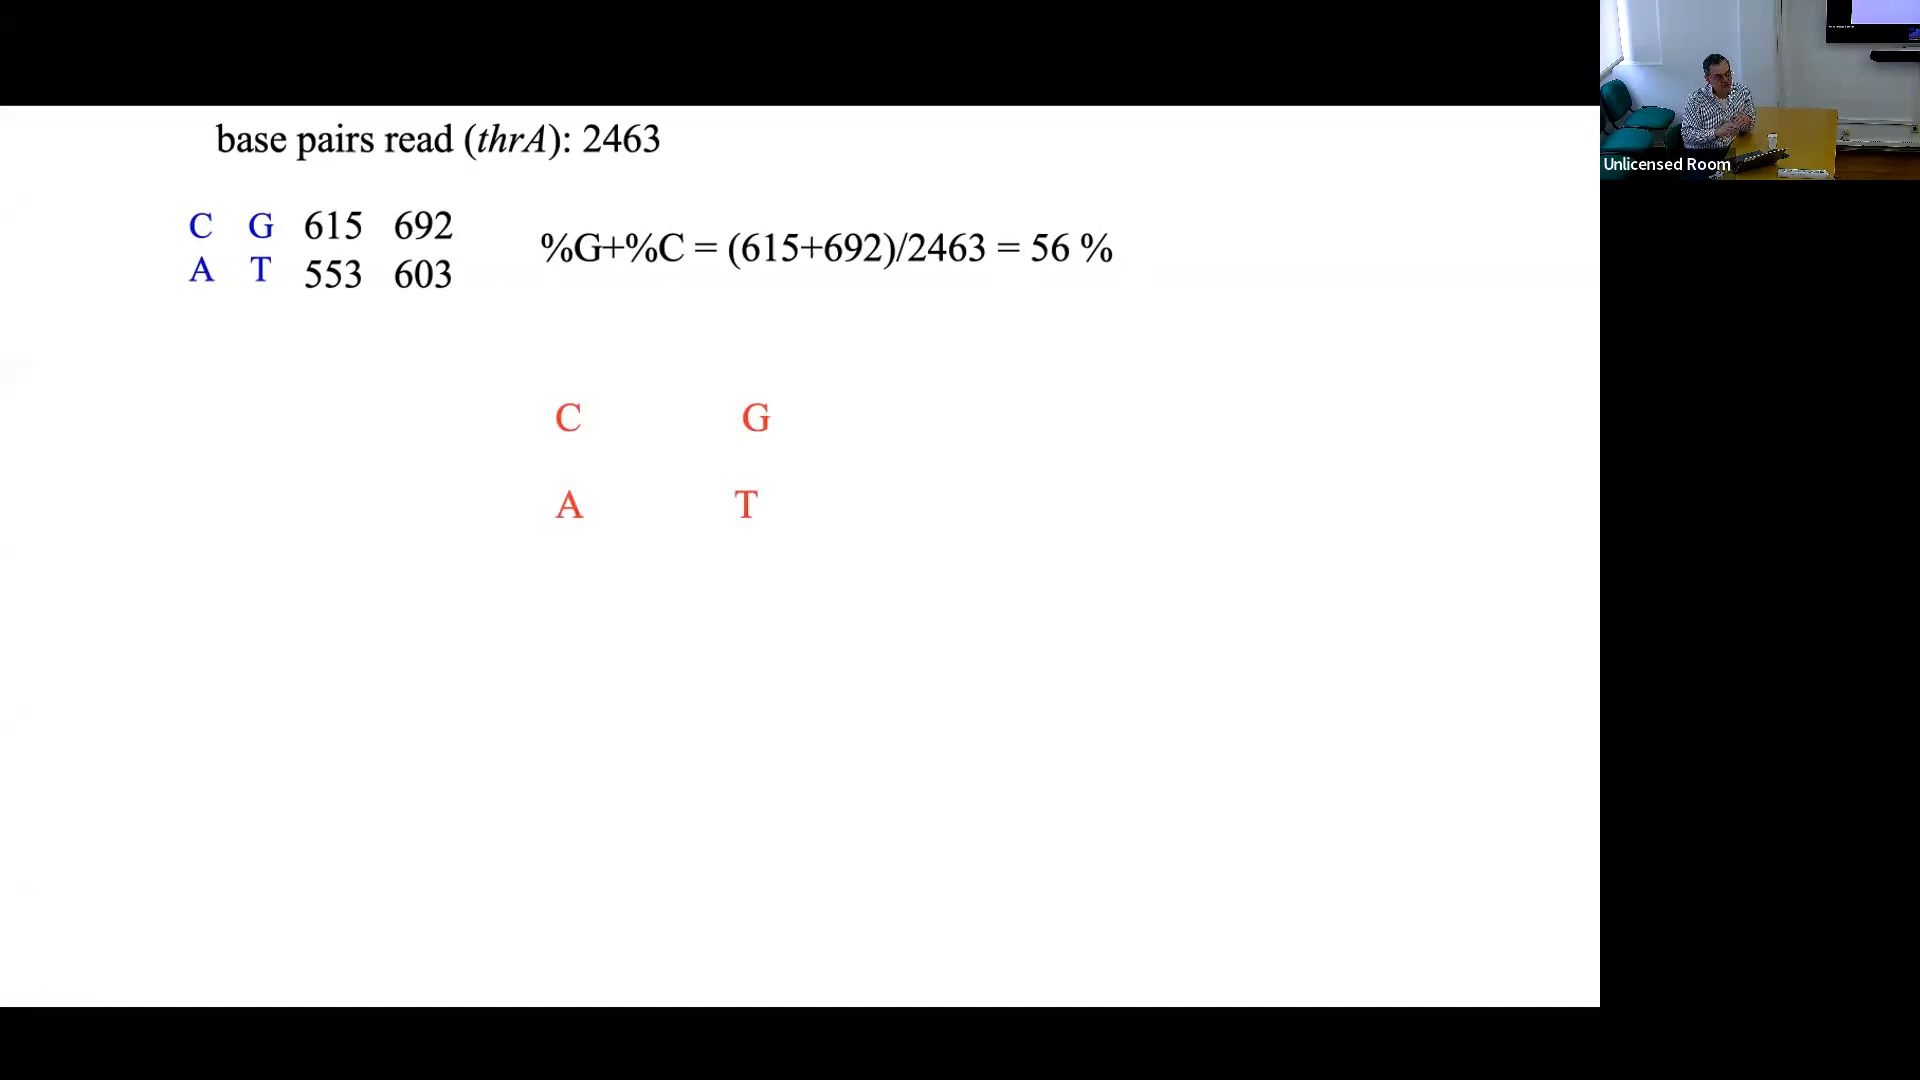 base pairs read (thrA): 2463
C G 615 692
A T 553 603
%G+%C = (615+692)/2463 = 56 %
C G
A T
Unlicensed Room